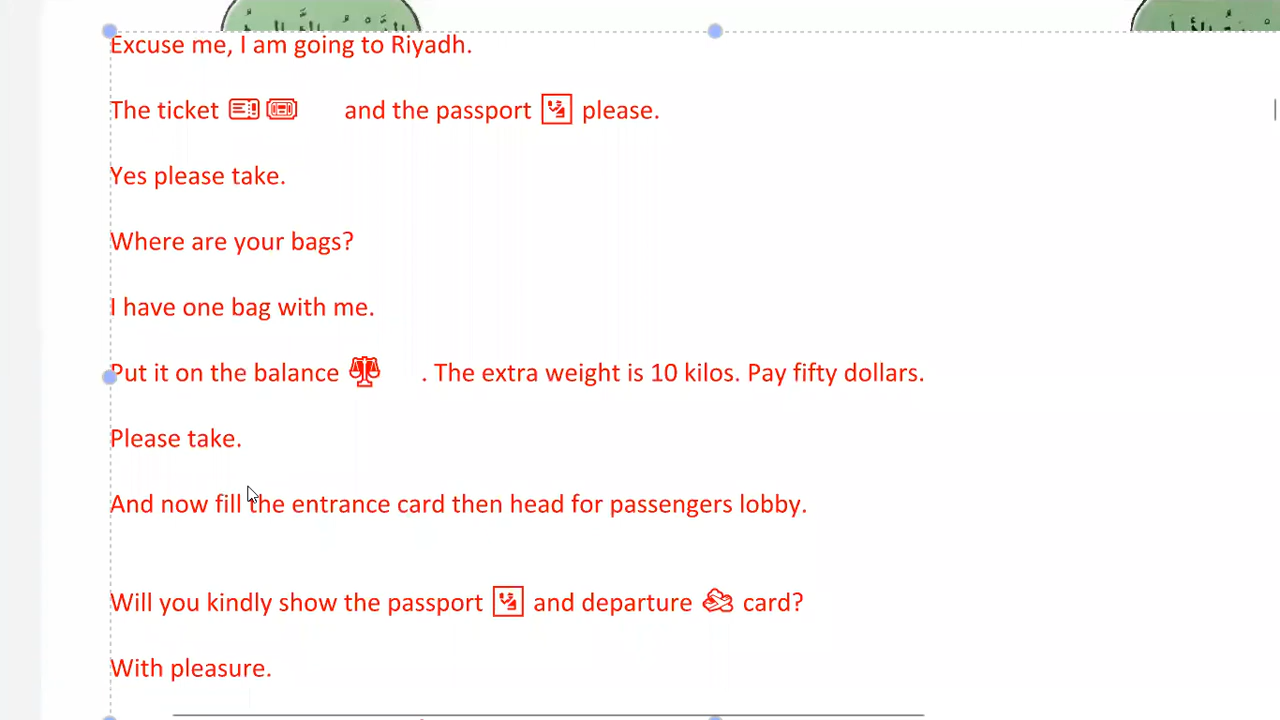 Excuse me, I am going to Riyadh.
The ticket and the passport please.
Yes please take.
Where are your bags?
I have one bag with me.
Put it on the balance . The extra weight is 10 kilos. Pay fifty dollars.
Please take.
And now fill the entrance card then head for passengers lobby.
Will you kindly show the passport and departure card?
With pleasure.